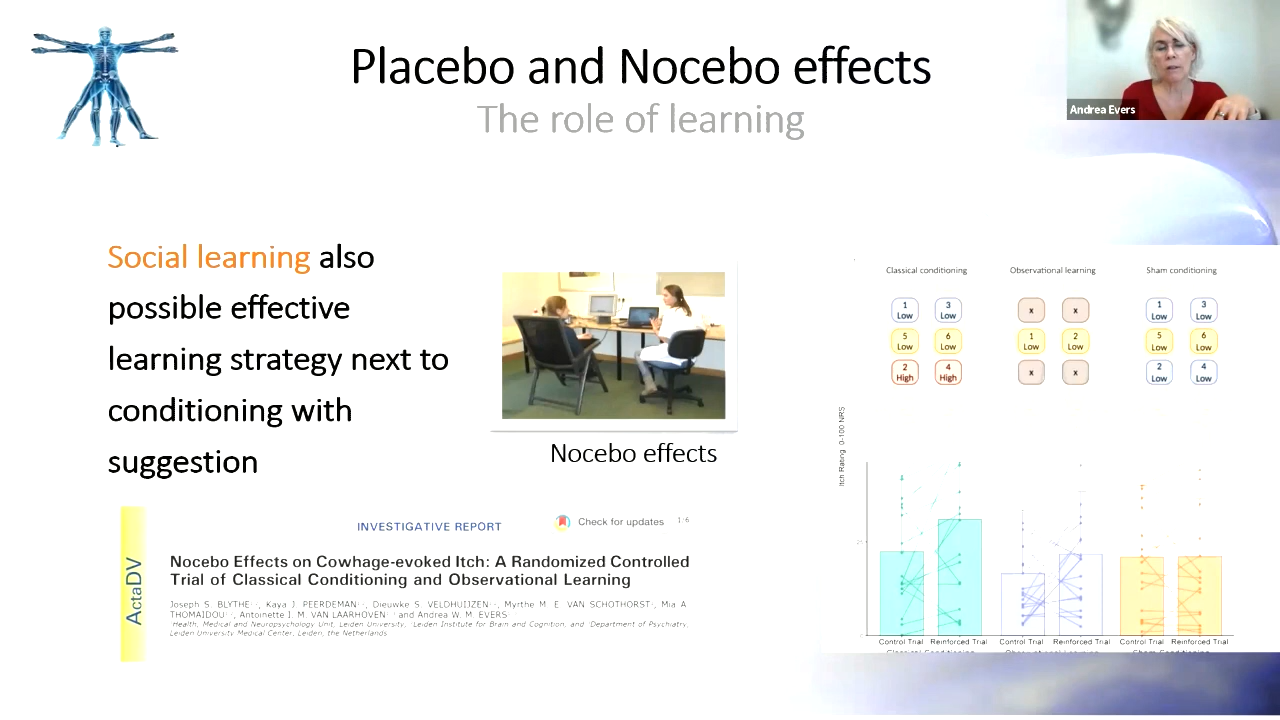 Placebo and Nocebo effects
The role of learning
Andrea Evers
Social learning also
possible effective
learning strategy next to
conditioning with
suggestion
Nocebo effects
Classical conditioning
Observational learning
Sham conditioning
1 Low
3 Low
x
x
1 Low
3 Low
5 Low
6 Low
1 Low
2 Low
5 Low
6 Low
2 High
4 High
x
x
2 Low
4 Low
Itch Rating 0-100 NRS
Control Trial
Reinforced Trial
Control Trial
Reinforced Trial
Control Trial
Reinforced Trial
INVESTIGATIVE REPORT
Check for updates
1/6
ActaDV
Nocebo Effects on Cowhage-evoked Itch: A Randomized Controlled
Trial of Classical Conditioning and Observational Learning
Joseph S. BLYTHE, Kaya J. PEERDEMAN, Dieuwke S. VELDHUIJZEN, Myrthe M. E. VAN SCHOTHORST, Mia A.
THOMAIDOU, Antoinette I. M. VAN LAARHOVEN and Andrea W. M. EVERS
Health, Medical and Neuropsychology Unit, Leiden University, Leiden Institute for Brain and Cognition, and Department of Psychiatry,
Leiden University Medical Center, Leiden, the Netherlands